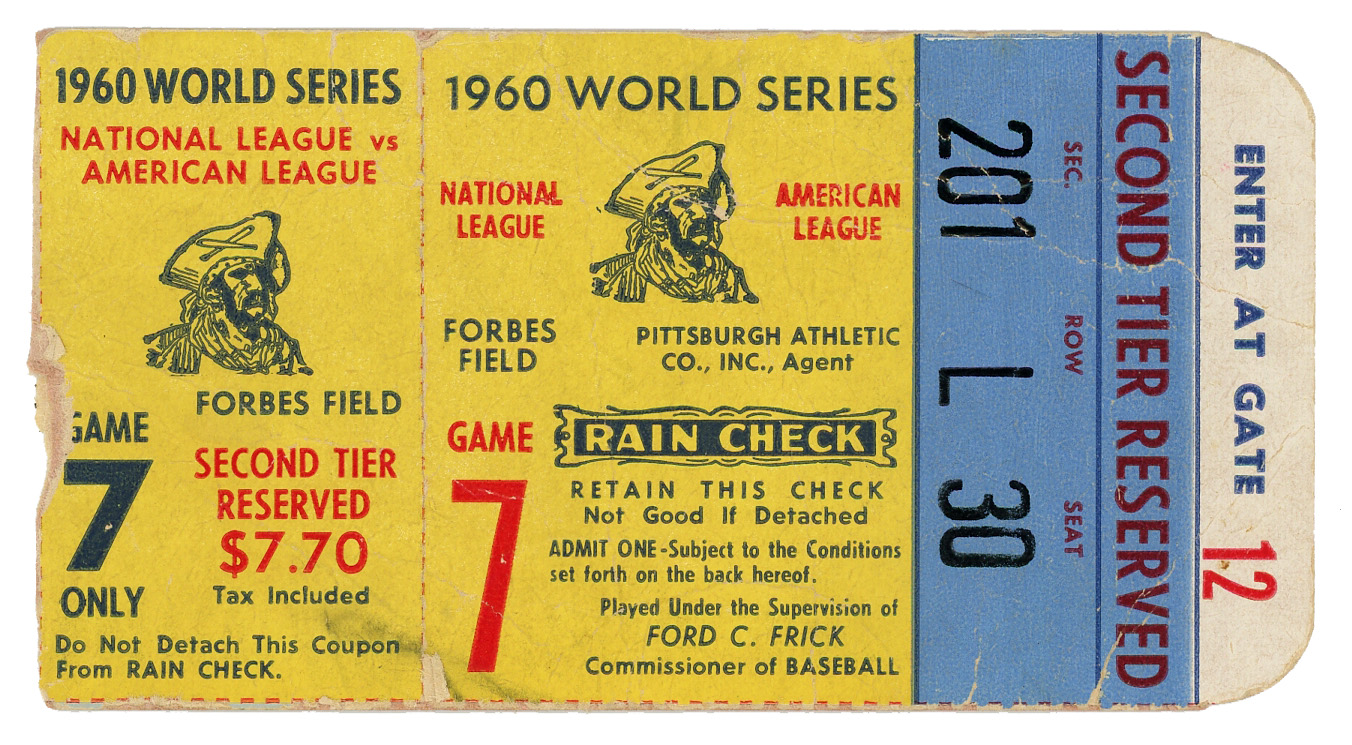 1960 WORLD SERIES
NATIONAL LEAGUE vs
AMERICAN LEAGUE
FORBES FIELD
GAME
7
ONLY
SECOND TIER
RESERVED
$7.70
Tax Included
Do Not Detach This Coupon
From RAIN CHECK.
1960 WORLD SERIES
NATIONAL
LEAGUE
AMERICAN
LEAGUE
FORBES
FIELD
PITTSBURGH ATHLETIC
CO., INC., Agent
GAME
7
RAIN CHECK
RETAIN THIS CHECK
Not Good If Detached
ADMIT ONE-Subject to the Conditions
set forth on the back hereof.
Played Under the Supervision of
FORD C. FRICK
Commissioner of BASEBALL
SEC. ROW SEAT
201 L 30
SECOND TIER RESERVED
ENTER AT GATE 12